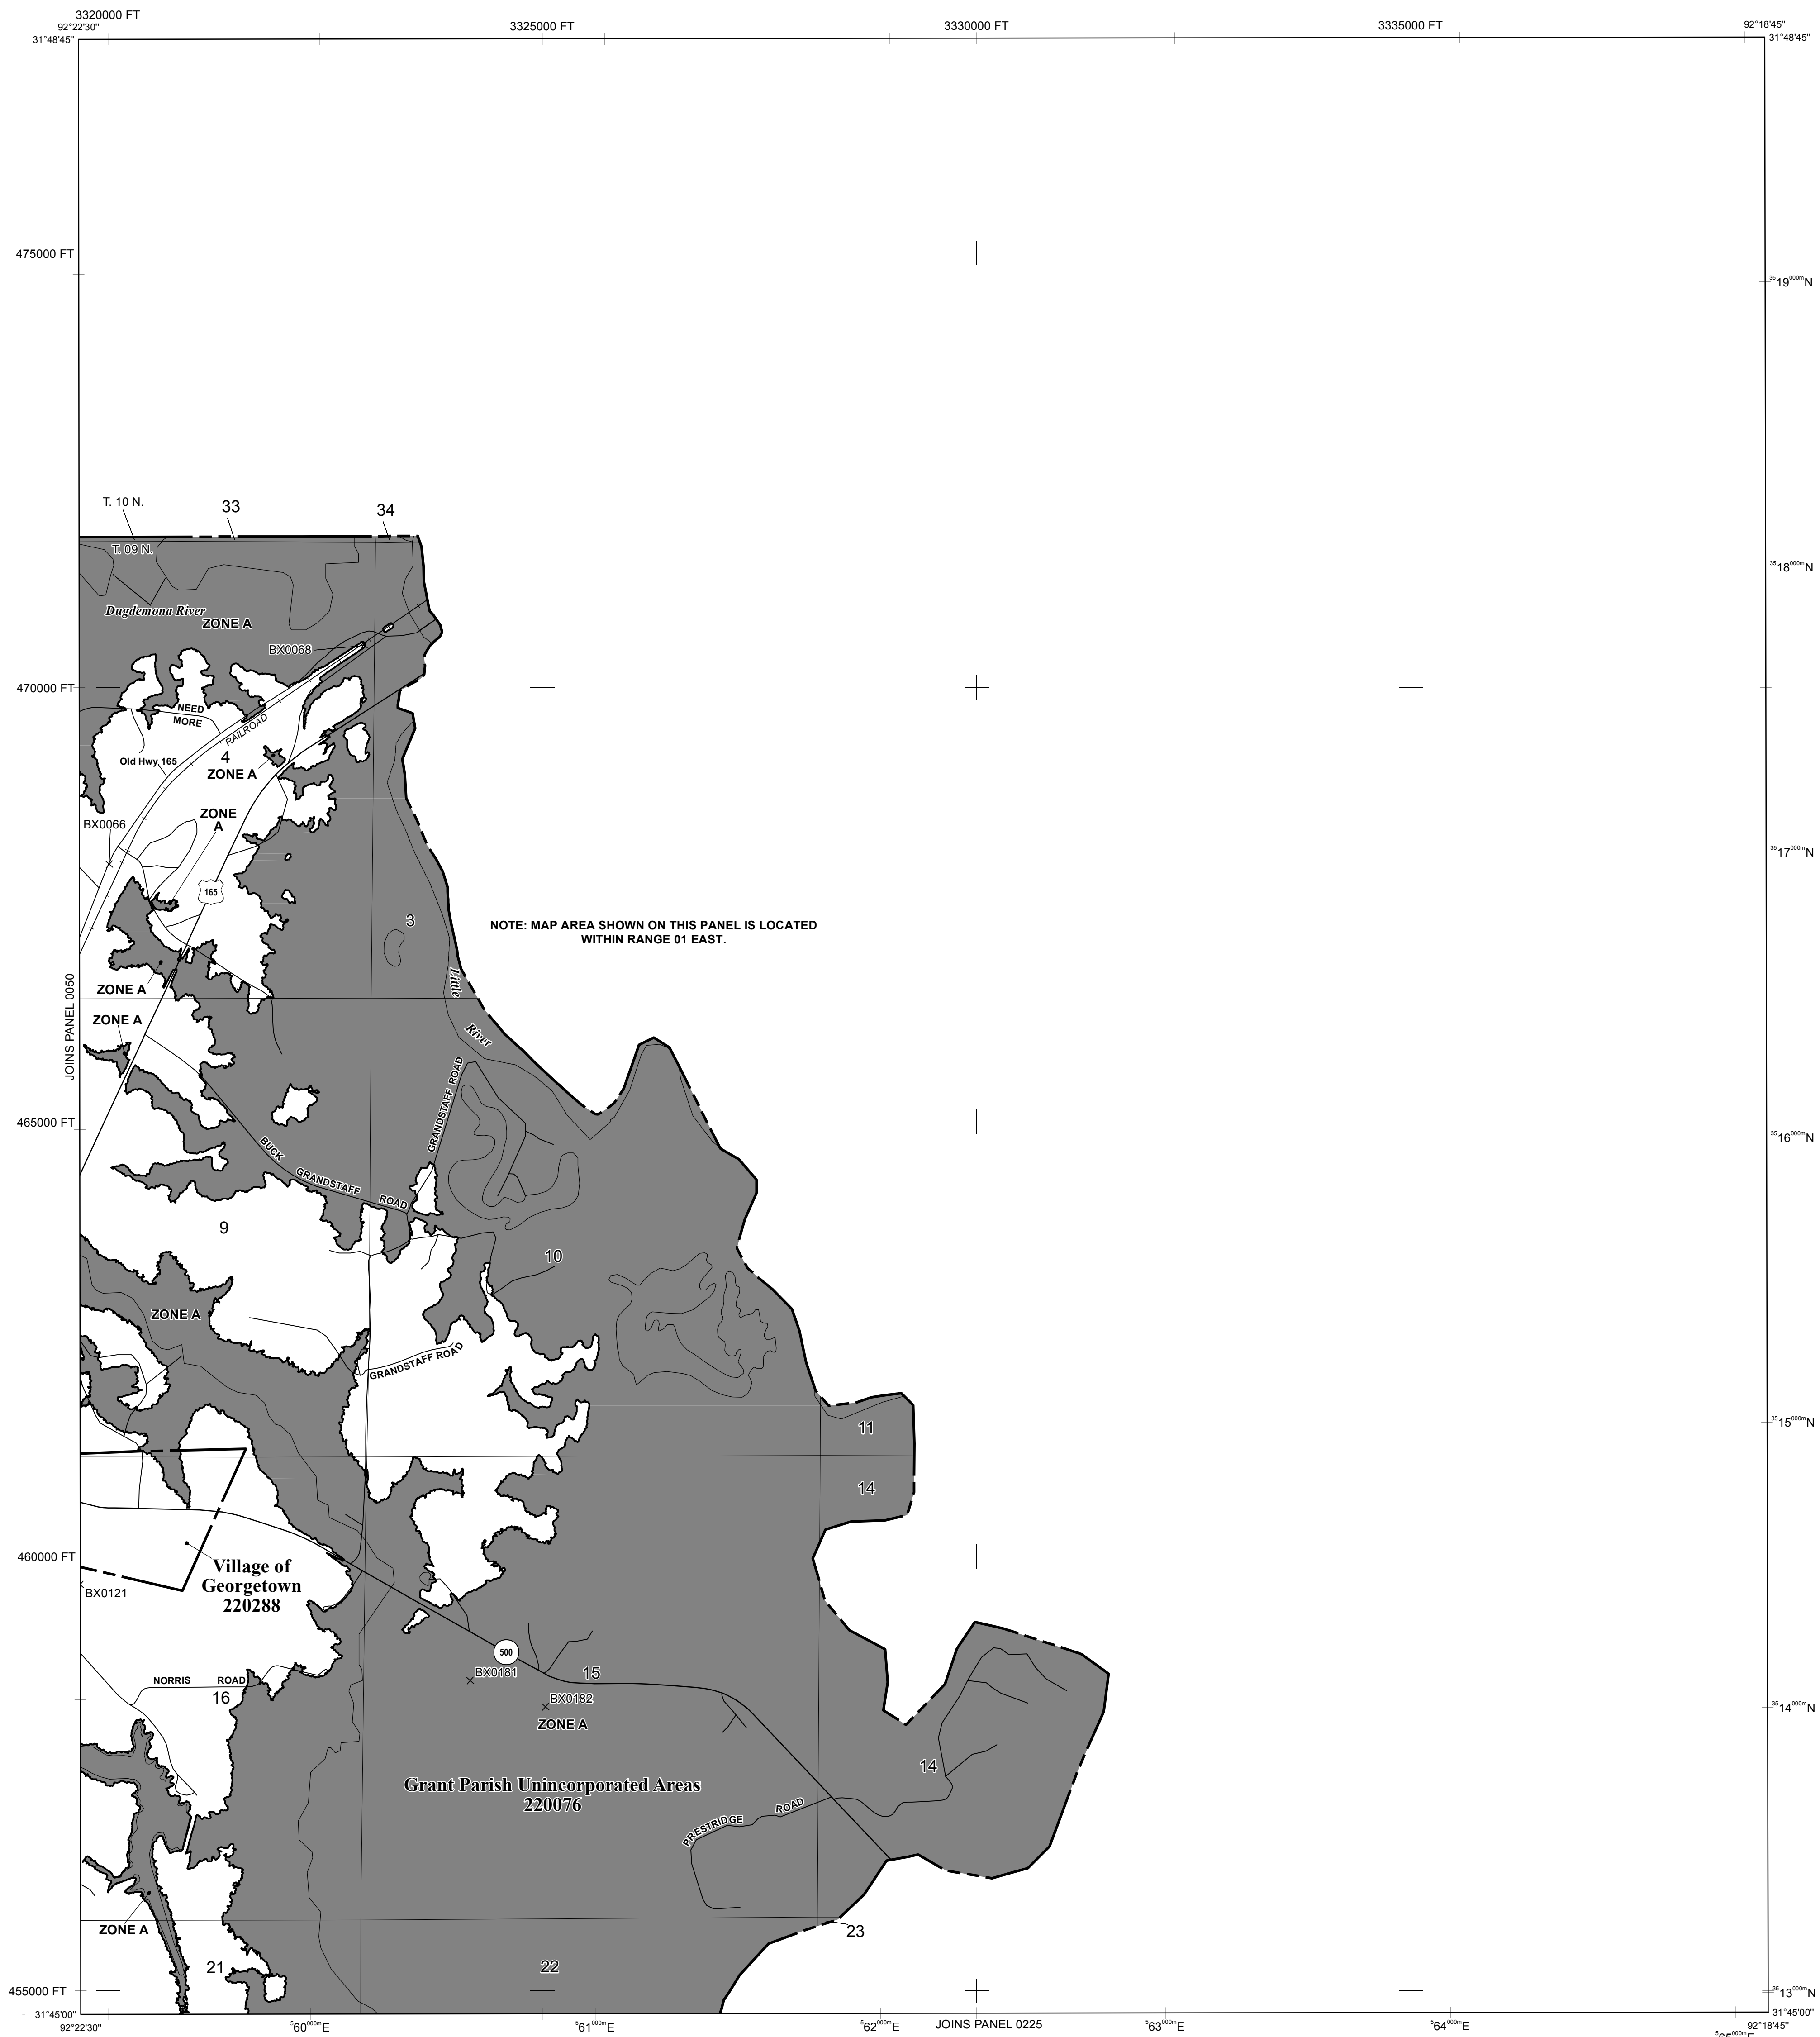 3320000 FT
3325000 FT
3330000 FT
3335000 FT
92°22'30"
92°18'45"
31°48'45"
31°48'45"
475000 FT
35 19 000m N
T. 10 N.
33
34
T. 09 N.
35 18 000m N
Dugdemona River
ZONE A
BX0068
470000 FT
NEED
MORE
RAILROAD
4
Old Hwy 165
ZONE A
ZONE
A
BX0066
35 17 000m N
165
3
NOTE: MAP AREA SHOWN ON THIS PANEL IS LOCATED
WITHIN RANGE 01 EAST.
JOINS PANEL 0050
ZONE A
Little
River
ZONE A
GRANDSTAFF ROAD
465000 FT
35 16 000m N
BUCK GRANDSTAFF ROAD
9
10
ZONE A
GRANDSTAFF ROAD
11
35 15 000m N
14
460000 FT
Village of
Georgetown
220288
BX0121
500
BX0181
15
NORRIS ROAD
16
BX0182
ZONE A
35 14 000m N
14
Grant Parish Unincorporated Areas
220076
PRESTRIDGE ROAD
ZONE A
23
21
22
455000 FT
35 13 000m N
31°45'00"
31°45'00"
92°22'30"
5 60 000m E
5 61 000m E
5 62 000m E
JOINS PANEL 0225
5 63 000m E
5 64 000m E
92°18'45"
5 65 000m E